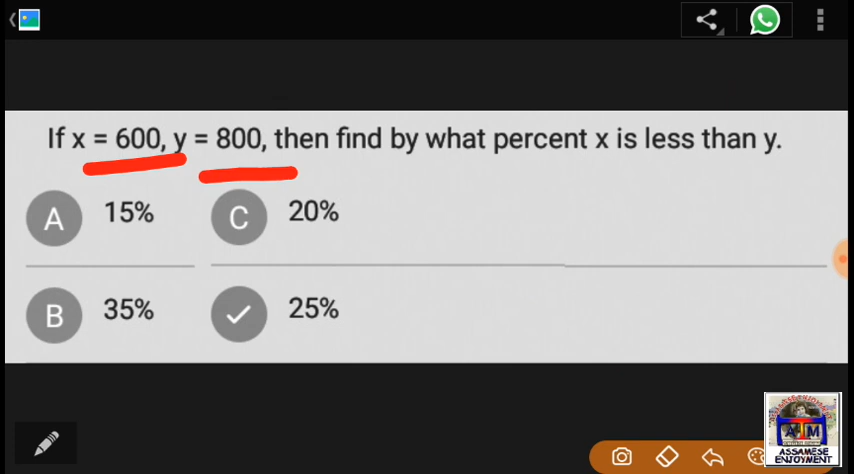 If x = 600, y = 800, then find by what percent x is less than y.
A 15%
C 20%
B 35%
25%
ATM
ASSAMESE
ENJOYMENT